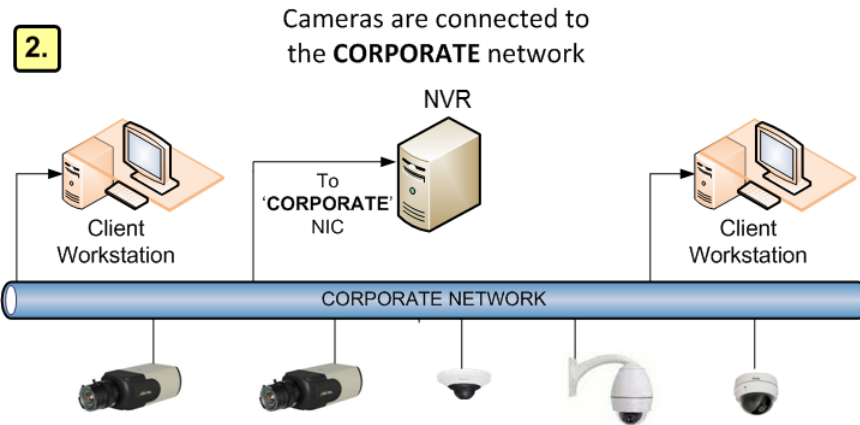 2.
Cameras are connected to
the CORPORATE network
NVR
To
'CORPORATE'
NIC
Client
Workstation
Client
Workstation
CORPORATE NETWORK